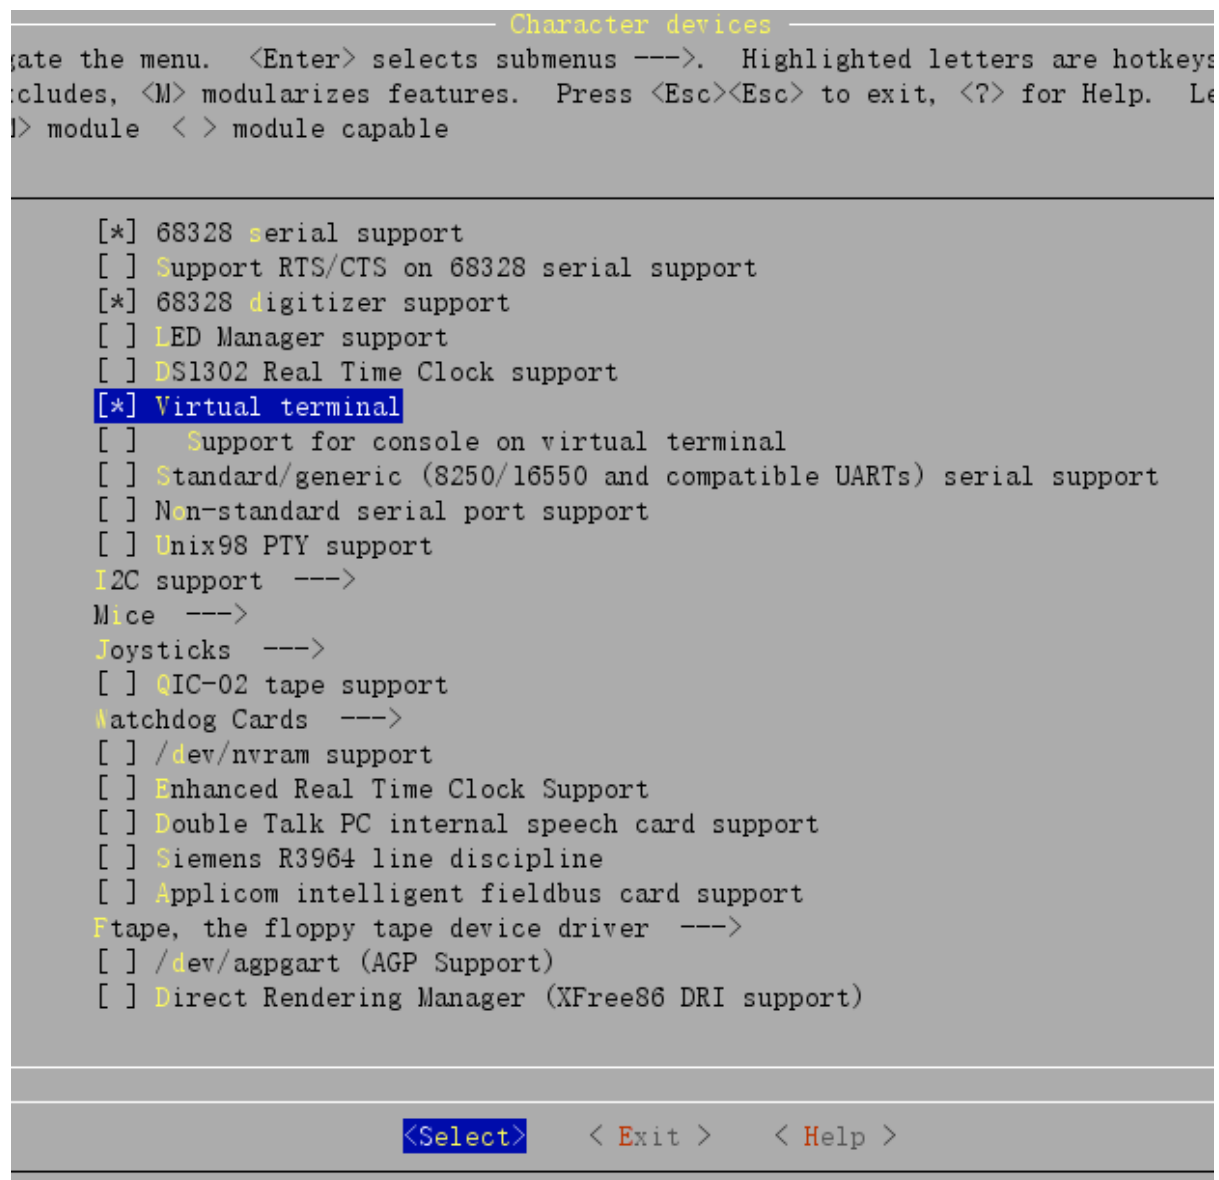 Character devices
gate the menu. <Enter> selects submenus --->. Highlighted letters are hotkeys
cludes, <M> modularizes features. Press <Esc><Esc> to exit, <?> for Help. Le
> module < > module capable
[*] 68328 serial support
[ ] Support RTS/CTS on 68328 serial support
[*] 68328 digitizer support
[ ] LED Manager support
[ ] DS1302 Real Time Clock support
[*] Virtual terminal
[ ] Support for console on virtual terminal
[ ] Standard/generic (8250/16550 and compatible UARTs) serial support
[ ] Non-standard serial port support
[ ] Unix98 PTY support
I2C support --->
Mice --->
Joysticks --->
[ ] QIC-02 tape support
Watchdog Cards --->
[ ] /dev/nvram support
[ ] Enhanced Real Time Clock Support
[ ] Double Talk PC internal speech card support
[ ] Siemens R3964 line discipline
[ ] Applicom intelligent fieldbus card support
Ftape, the floppy tape device driver --->
[ ] /dev/agpgart (AGP Support)
[ ] Direct Rendering Manager (XFree86 DRI support)
<Select> < Exit > < Help >